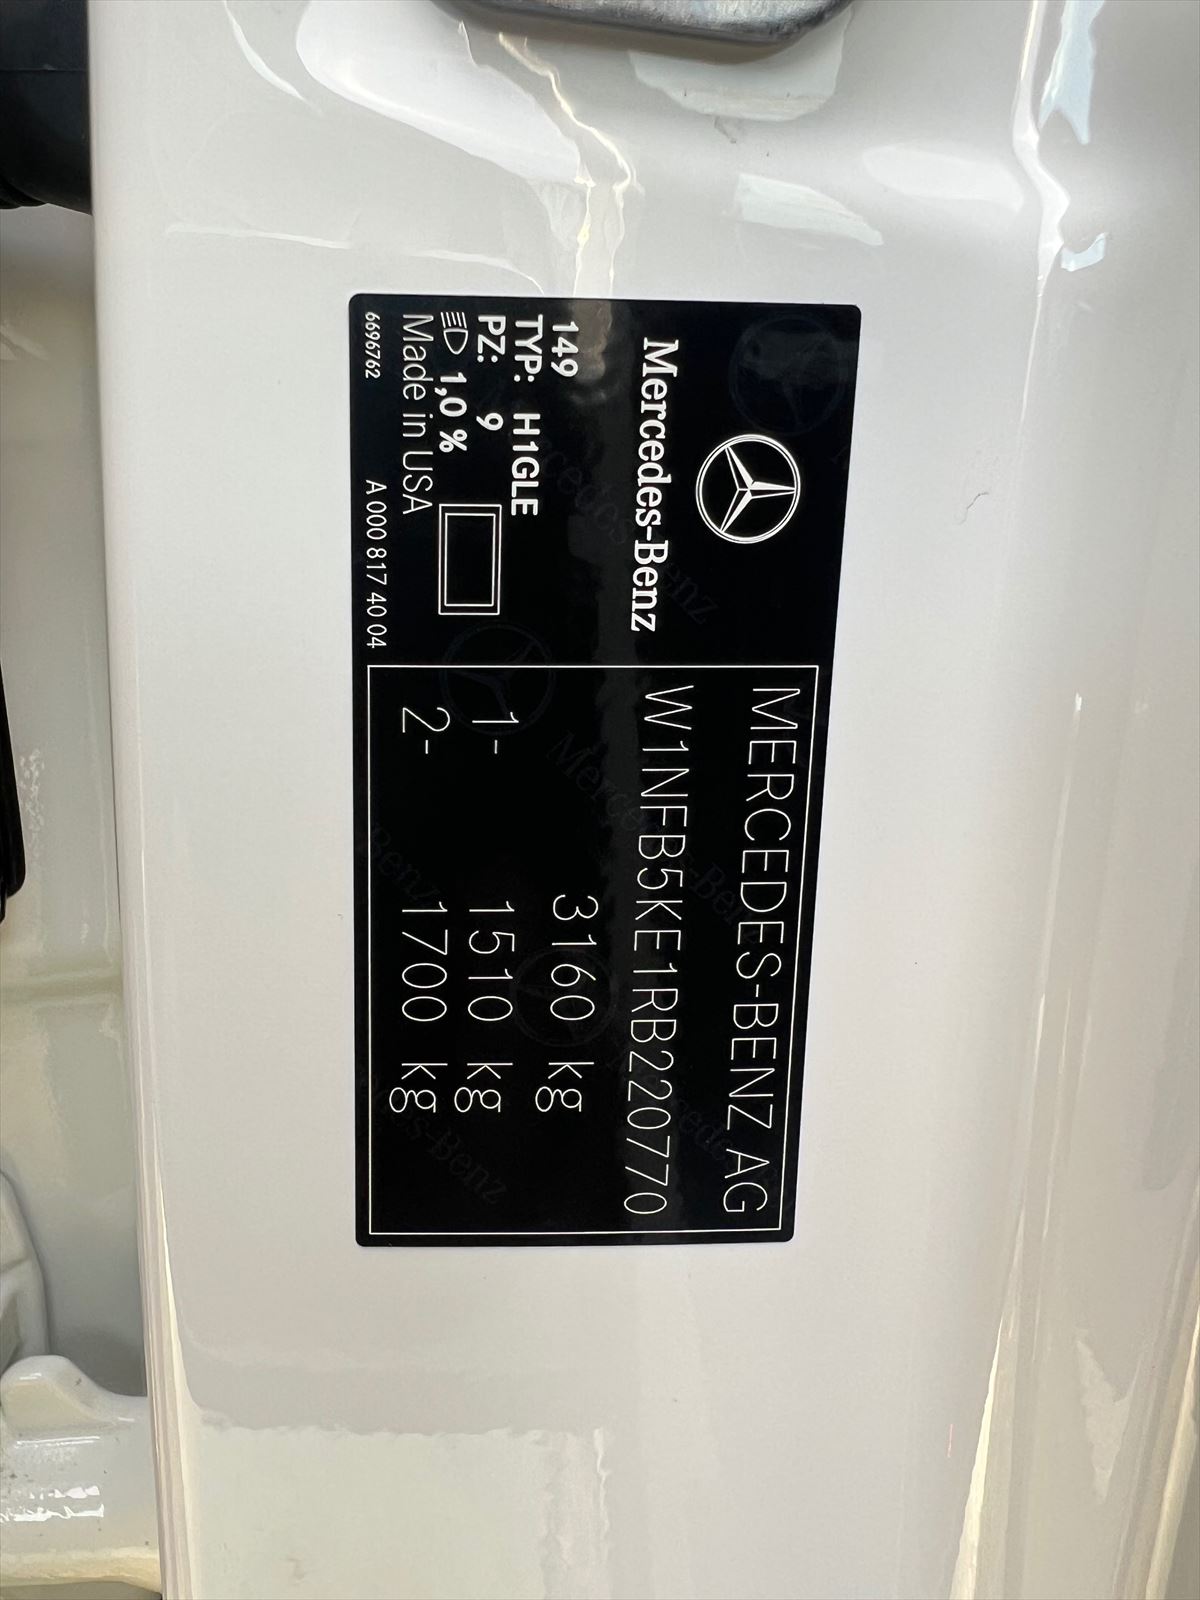 Mercedes-Benz
149
TYP: H1GLE
PZ: 9
1,0 %
Made in USA
6696762 A 000 817 40 04
MERCEDES-BENZ AG
W1NFB5KE1RB220770
3160 kg
1- 1510 kg
2- 1700 kg